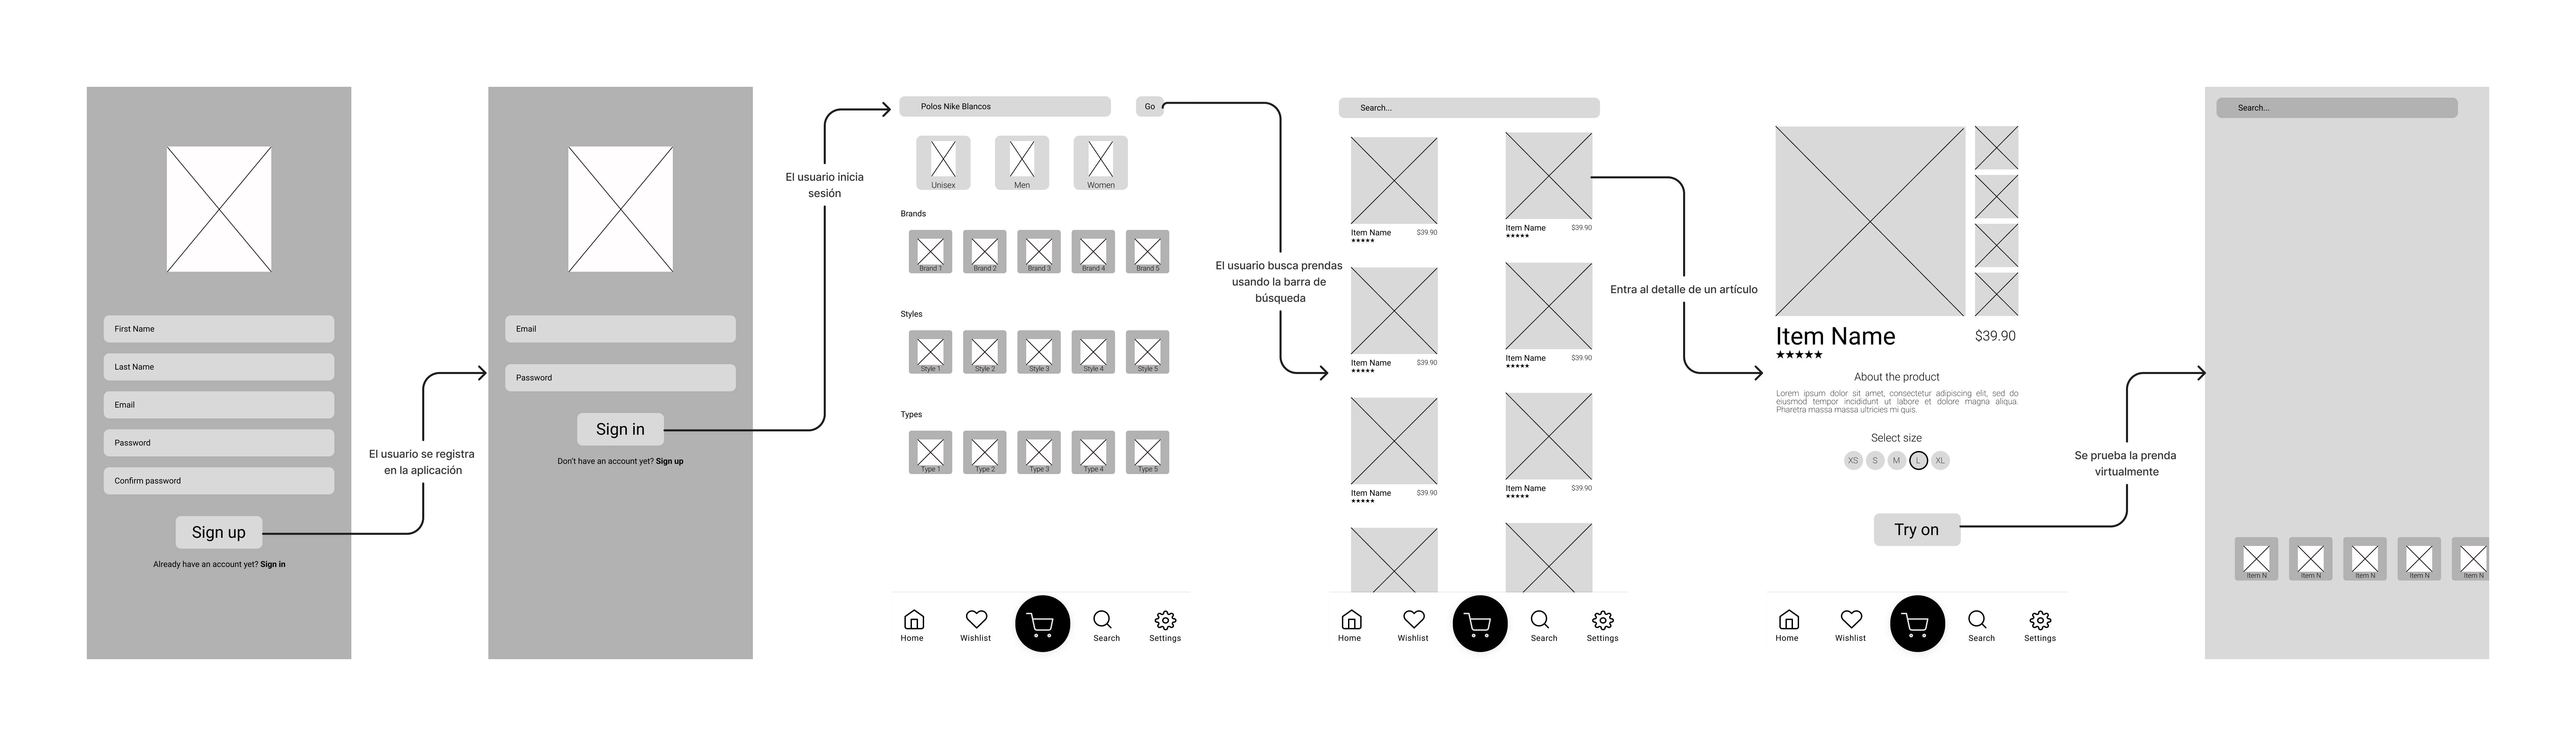 First Name
Last Name
Email
Password
Confirm password
Sign up
Already have an account yet? Sign in
El usuario se registra
en la aplicación
Email
Password
Sign in
Don't have an account yet? Sign up
El usuario inicia
sesión
Polos Nike Blancos
Go
Unisex
Men
Women
Brands
Brand 1
Brand 2
Brand 3
Brand 4
Brand 5
Styles
Style 1
Style 2
Style 3
Style 4
Style 5
Types
Type 1
Type 2
Type 3
Type 4
Type 5
Home
Wishlist
Search
Settings
El usuario busca prendas
usando la barra de
búsqueda
Search...
Item Name $39.90
Item Name $39.90
Item Name $39.90
Item Name $39.90
Item Name $39.90
Item Name $39.90
Home
Wishlist
Search
Settings
Entra al detalle de un artículo
Item Name $39.90
About the product
Lorem ipsum dolor sit amet, consectetur adipiscing elit, sed do
eiusmod tempor incididunt ut labore et dolore magna aliqua.
Pharetra massa massa ultricies mi quis.
Select size
XS S M L XL
Try on
Home
Wishlist
Search
Settings
Se prueba la prenda
virtualmente
Search...
Item N
Item N
Item N
Item N
Item N